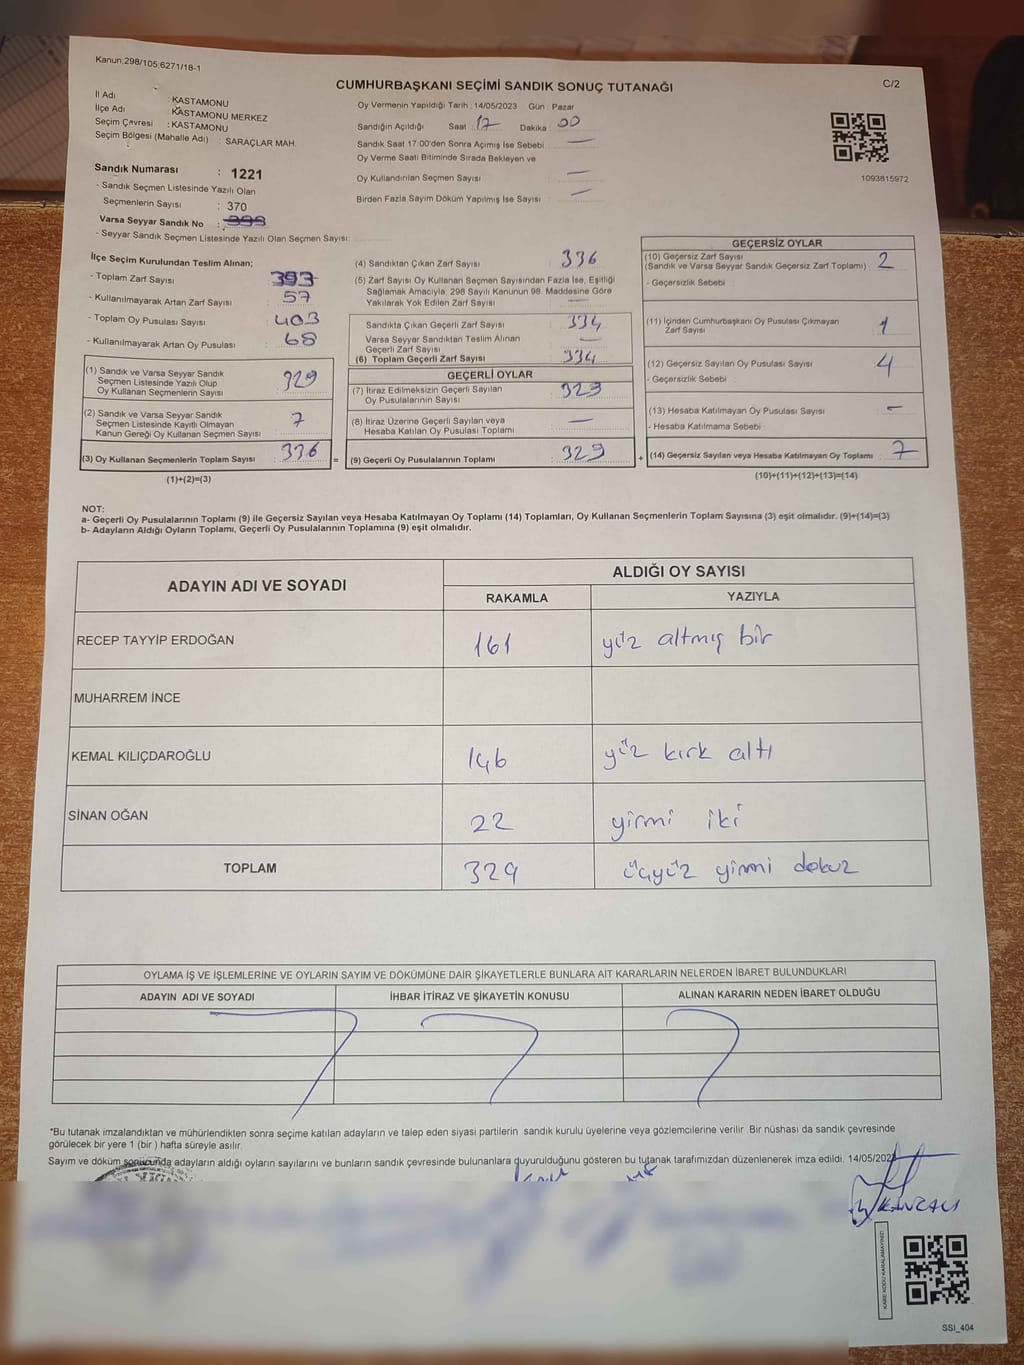 Kanun:298/105;6271/18-1
C/2
CUMHURBAŞKANI SEÇİMİ SANDIK SONUÇ TUTANAĞI
İl Adı : KASTAMONU
İlçe Adı : KASTAMONU MERKEZ
Seçim Çevresi : KASTAMONU
Seçim Bölgesi (Mahalle Adı) : SARAÇLAR MAH.
Sandık Numarası : 1221
- Sandık Seçmen Listesinde Yazılı Olan
Seçmenlerin Sayısı : 370
Varsa Seyyar Sandık No :
- Seyyar Sandık Seçmen Listesinde Yazılı Olan Seçmen Sayısı:
Oy Vermenin Yapıldığı Tarih : 14/05/2023 Gün : Pazar
Sandığın Açıldığı Saat : 17 Dakika : 00
Sandık Saat 17:00'den Sonra Açımış İse Sebebi : —
Oy Verme Saati Bitiminde Sırada Bekleyen ve
Oy Kullandırılan Seçmen Sayısı : —
Birden Fazla Sayım Döküm Yapılmış İse Sayısı : —
1093815972
İlçe Seçim Kurulundan Teslim Alınan;
- Toplam Zarf Sayısı : 393
- Kullanılmayarak Artan Zarf Sayısı : 57
- Toplam Oy Pusulası Sayısı : 403
- Kullanılmayarak Artan Oy Pusulası : 68
(1) Sandık ve Varsa Seyyar Sandık
Seçmen Listesinde Yazılı Olup
Oy Kullanan Seçmen Sayısı : 329
(2) Sandık ve Varsa Seyyar Sandık
Seçmen Listesinde Kayıtlı Olmayan
Kanun Gereği Oy Kullanan Seçmen Sayısı : 7
(3) Oy Kullanan Seçmenlerin Toplam Sayısı : 336
(1)+(2)=(3)
(4) Sandıktan Çıkan Zarf Sayısı : 336
(5) Zarf Sayısı Oy Kullanan Seçmen Sayısından Fazla İse, Eşitliği
Sağlamak Amacıyla; 298 Sayılı Kanunun 98. Maddesine Göre
Yakılarak Yok Edilen Zarf Sayısı : —
Sandıkta Çıkan Geçerli Zarf Sayısı : 334
Varsa Seyyar Sandıktan Teslim Alınan
Geçerli Zarf Sayısı : —
(6) Toplam Geçerli Zarf Sayısı : 334
GEÇERLİ OYLAR
(7) İtiraz Edilmeksizin Geçerli Sayılan
Oy Pusulalarının Sayısı : 329
(8) İtiraz Üzerine Geçerli Sayılan veya
Hesaba Katılan Oy Pusulası Toplamı : —
= (9) Geçerli Oy Pusulalarının Toplamı : 329
GEÇERSİZ OYLAR
(10) Geçersiz Zarf Sayısı
(Sandık ve Varsa Seyyar Sandık Geçersiz Zarf Toplamı) : 2
- Geçersizlik Sebebi :
(11) İçinden Cumhurbaşkanı Oy Pusulası Çıkmayan
Zarf Sayısı : 1
(12) Geçersiz Sayılan Oy Pusulası Sayısı : 4
- Geçersizlik Sebebi :
(13) Hesaba Katılmayan Oy Pusulası Sayısı : -
- Hesaba Katılmama Sebebi :
+ (14) Geçersiz Sayılan veya Hesaba Katılmayan Oy Toplamı : 7
(10)+(11)+(12)+(13)=(14)
NOT:
a- Geçerli Oy Pusulalarının Toplamı (9) ile Geçersiz Sayılan veya Hesaba Katılmayan Oy Toplamı (14) Toplamları, Oy Kullanan Seçmenlerin Toplam Sayısına (3) eşit olmalıdır. (9)+(14)=(3)
b- Adayların Aldığı Oyların Toplamı, Geçerli Oy Pusulalarının Toplamına (9) eşit olmalıdır.
ADAYIN ADI VE SOYADI
ALDIĞI OY SAYISI
RAKAMLA
YAZIYLA
RECEP TAYYİP ERDOĞAN 161 yüz altmış bir
MUHARREM İNCE
KEMAL KILIÇDAROĞLU 146 yüz kırk altı
SİNAN OĞAN 22 yirmi iki
TOPLAM 329 üçyüz yirmi dokuz
OYLAMA İŞ VE İŞLEMLERİNE VE OYLARIN SAYIM VE DÖKÜMÜNE DAİR ŞİKAYETLERLE BUNLARA AİT KARARLARIN NELERDEN İBARET BULUNDUKLARI
ADAYIN ADI VE SOYADI
İHBAR İTİRAZ VE ŞİKAYETİN KONUSU
ALINAN KARARIN NEDEN İBARET OLDUĞU
*Bu tutanak imzalandıktan ve mühürlendikten sonra seçime katılan adayların ve talep eden siyasi partilerin sandık kurulu üyelerine veya gözlemcilerine verilir .Bir nüshası da sandık çevresinde
görülecek bir yere 1 (bir ) hafta süreyle asılır.
Sayım ve döküm sonucunda adayların aldığı oyların sayılarını ve bunların sandık çevresinde bulunanlara duyurulduğunu gösteren bu tutanak tarafımızdan düzenlenerek imza edildi. 14/05/2023
KARE KODU KARALAMAYINIZ!
SSI_404